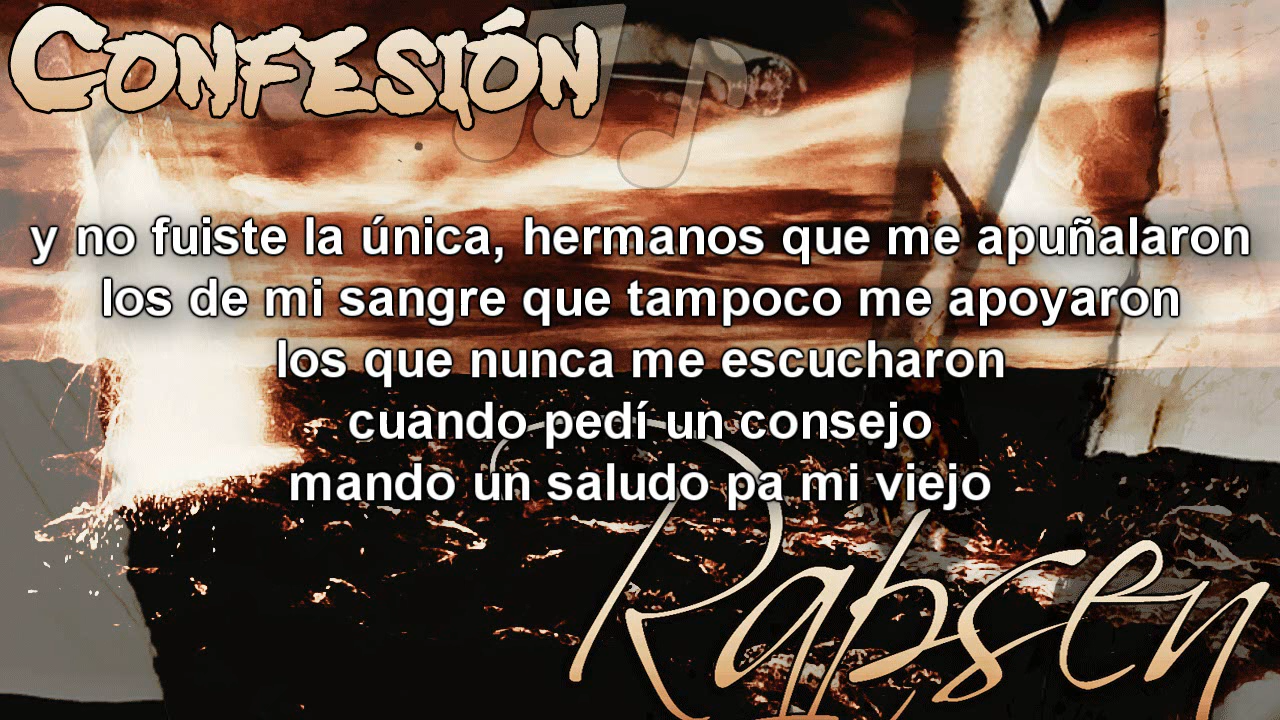 Confesión
y no fuiste la única, hermanos que me apuñalaron
los de mi sangre que tampoco me apoyaron
los que nunca me escucharon
cuando pedí un consejo
mando un saludo pa mi viejo
Rapsen